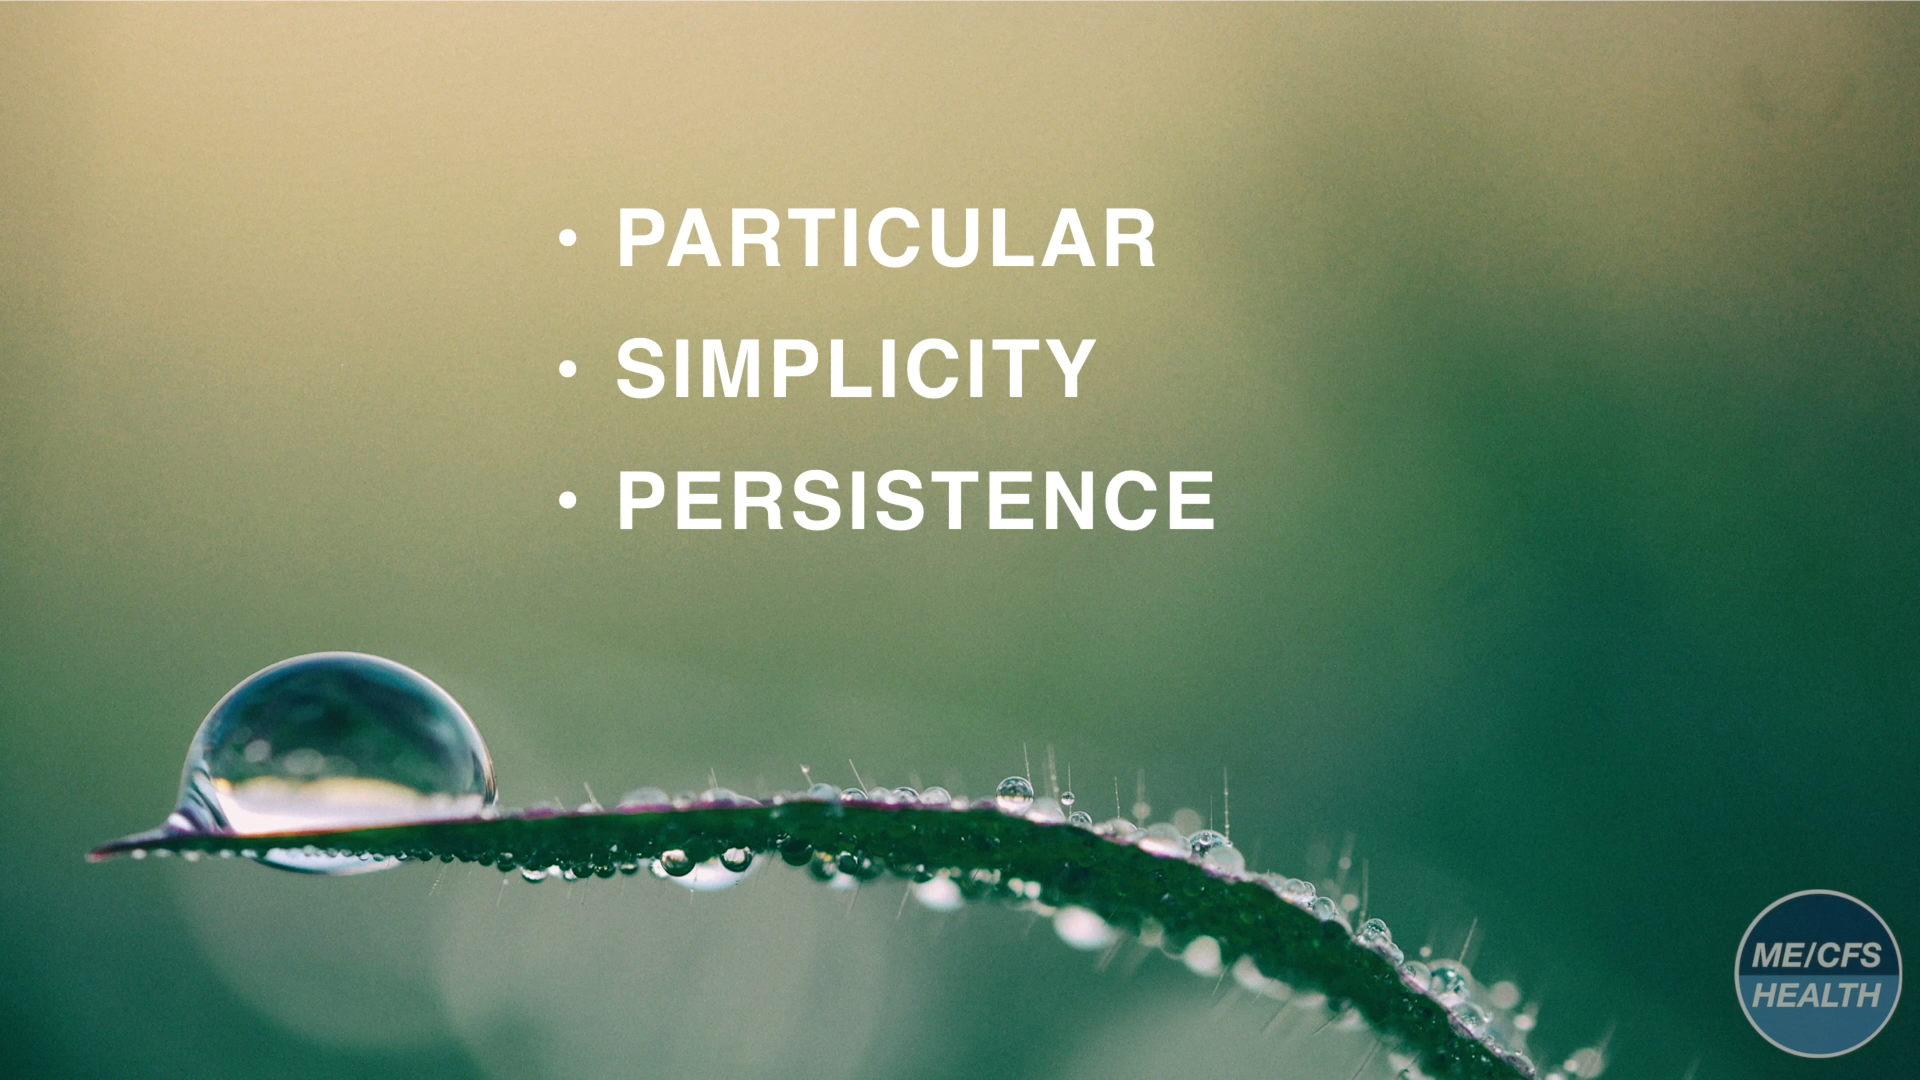 • PARTICULAR
• SIMPLICITY
• PERSISTENCE
ME/CFS
HEALTH